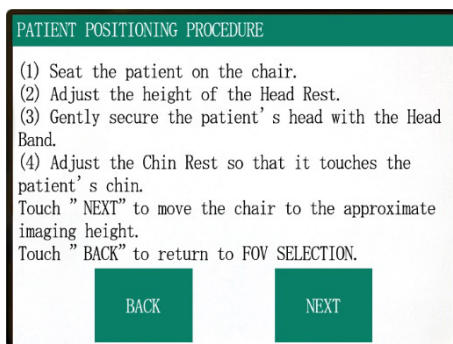 PATIENT POSITIONING PROCEDURE
(1) Seat the patient on the chair.
(2) Adjust the height of the Head Rest.
(3) Gently secure the patient's head with the Head
Band.
(4) Adjust the Chin Rest so that it touches the
patient's chin.
Touch "NEXT" to move the chair to the approximate
imaging height.
Touch "BACK" to return to FOV SELECTION.
BACK NEXT